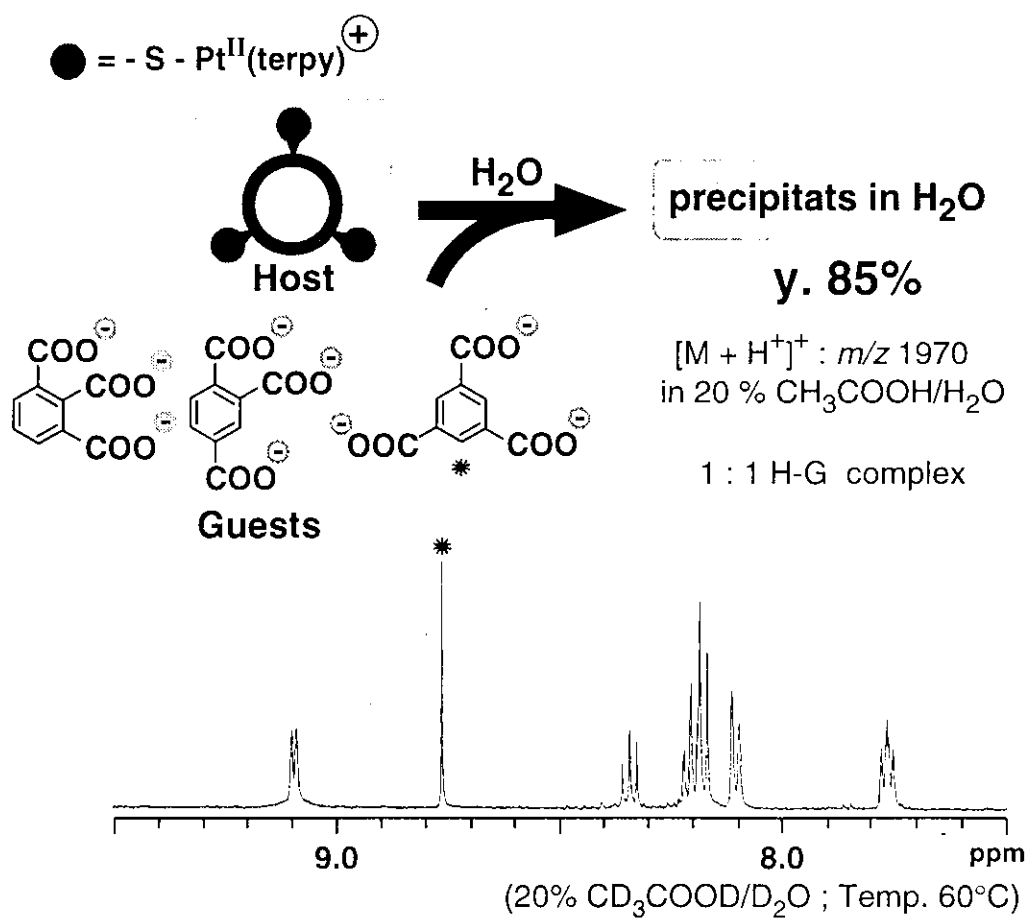 ● = - S - Pt^II(terpy)^⊕
H₂O
precipitats in H₂O
Host
y. 85%
COO⊖
COO⊖
COO⊖
COO⊖
COO⊖
COO⊖
COO⊖
⊖OOC
COO⊖
✷
[M + H⁺]⁺ : m/z 1970
in 20 % CH₃COOH/H₂O
1 : 1 H-G complex
Guests
✷
9.0
8.0
ppm
(20% CD₃COOD/D₂O ; Temp. 60°C)